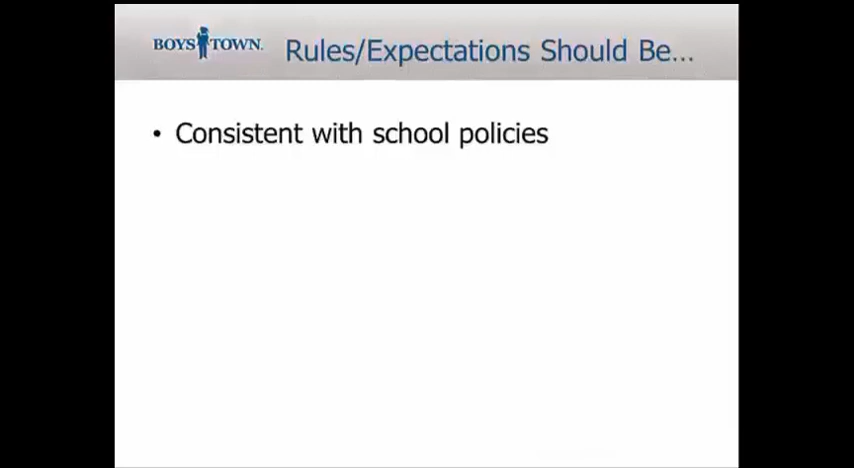 BOYS TOWN.
Rules/Expectations Should Be...
• Consistent with school policies